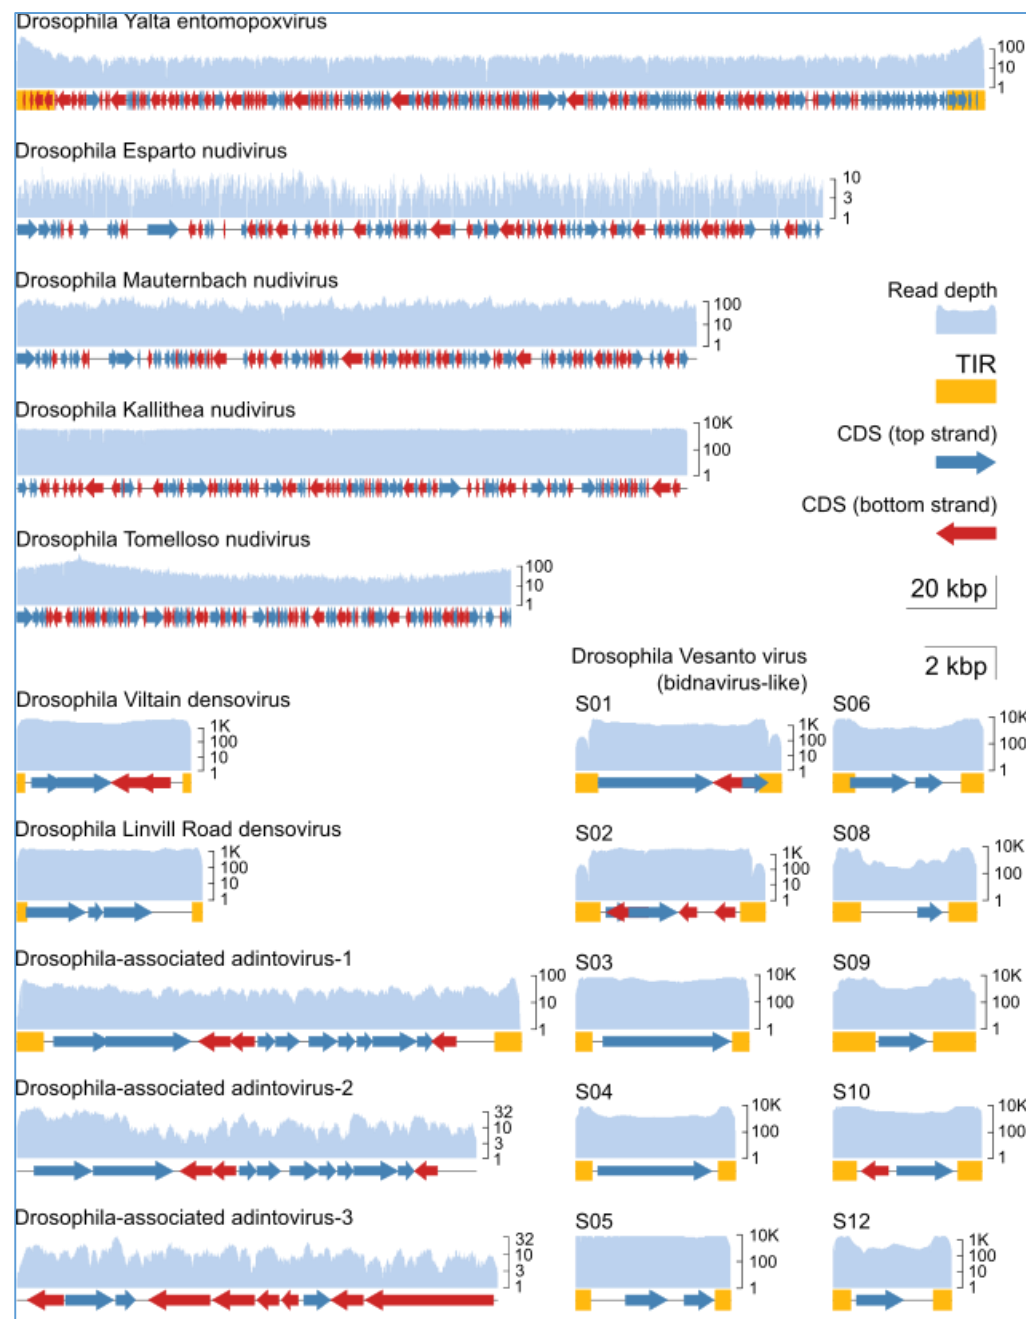 Drosophila Yalta entomopoxvirus
100
10
1
Drosophila Esparto nudivirus
10
3
1
Drosophila Mauternbach nudivirus
100
10
1
Read depth
TIR
Drosophila Kallithea nudivirus
10K
100
1
CDS (top strand)
CDS (bottom strand)
Drosophila Tomelloso nudivirus
100
10
1
20 kbp
2 kbp
Drosophila Viltain densovirus
1K
100
10
1
Drosophila Linvill Road densovirus
1K
100
10
1
Drosophila-associated adintovirus-1
100
10
1
Drosophila-associated adintovirus-2
32
10
3
1
Drosophila-associated adintovirus-3
32
10
3
1
Drosophila Vesanto virus
(bidnavirus-like)
S01
1K
100
10
1
S02
1K
100
10
1
S03
10K
100
1
S04
10K
100
1
S05
10K
100
1
S06
10K
100
1
S08
10K
100
1
S09
10K
100
1
S10
10K
100
1
S12
1K
100
10
1